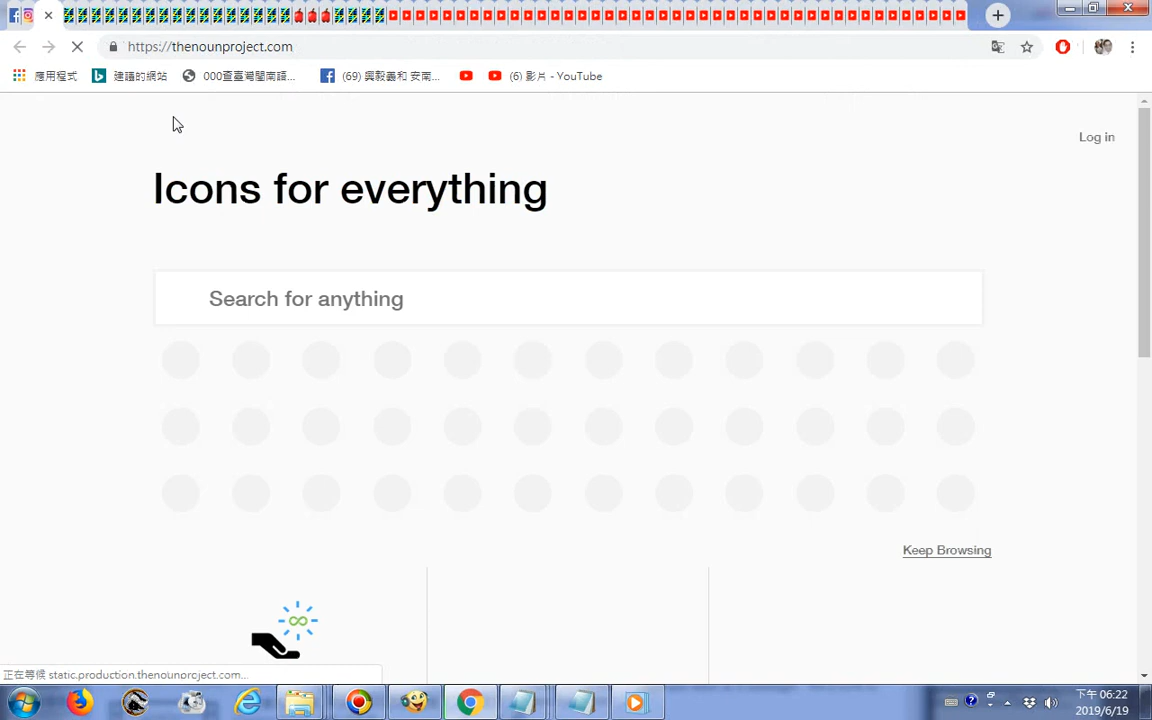 https://thenounproject.com
應用程式
建議的網站
000查臺灣閩南語...
(69) 興毅義和 安南...
(6) 影片 - YouTube
Log in
Icons for everything
Search for anything
Keep Browsing
正在等候 static.production.thenounproject.com...
下午 06:22
2019/6/19